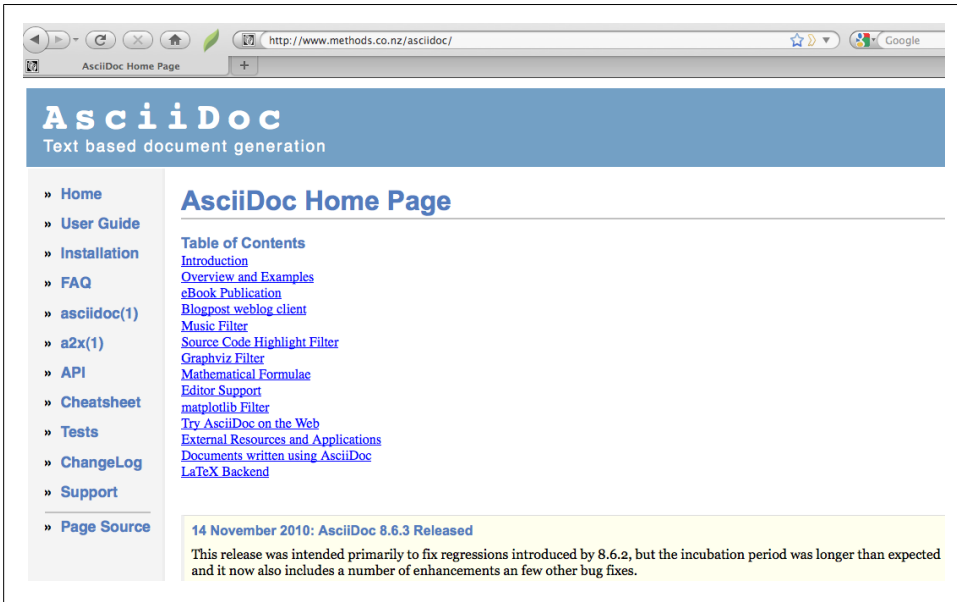 http://www.methods.co.nz/asciidoc/
Google
AsciiDoc Home Page
+
AsciiDoc
Text based document generation
» Home
» User Guide
» Installation
» FAQ
» asciidoc(1)
» a2x(1)
» API
» Cheatsheet
» Tests
» ChangeLog
» Support
» Page Source
AsciiDoc Home Page
Table of Contents
Introduction
Overview and Examples
eBook Publication
Blogpost weblog client
Music Filter
Source Code Highlight Filter
Graphviz Filter
Mathematical Formulae
Editor Support
matplotlib Filter
Try AsciiDoc on the Web
External Resources and Applications
Documents written using AsciiDoc
LaTeX Backend
14 November 2010: AsciiDoc 8.6.3 Released
This release was intended primarily to fix regressions introduced by 8.6.2, but the incubation period was longer than expected
and it now also includes a number of enhancements an few other bug fixes.